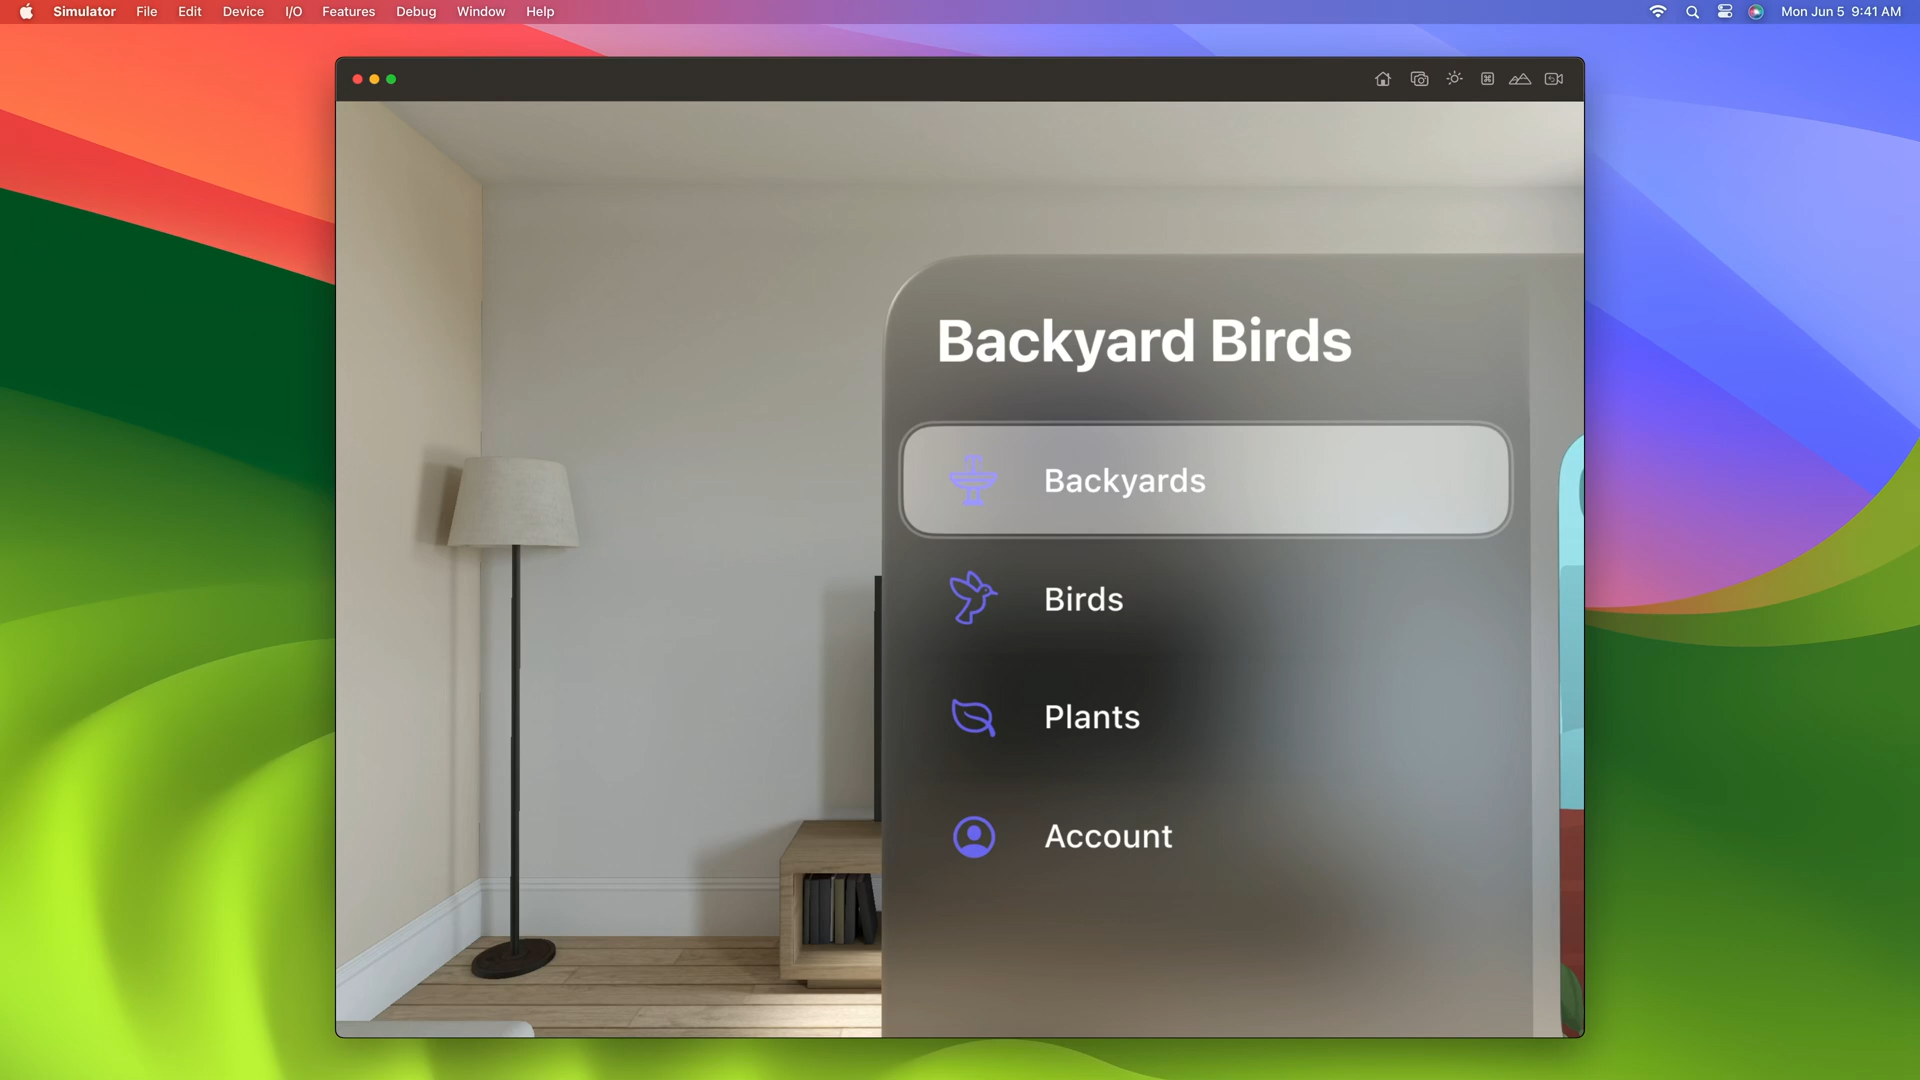 Simulator File Edit Device I/O Features Debug Window Help Mon Jun 5 9:41 AM
Backyard Birds
Backyards
Birds
Plants
Account